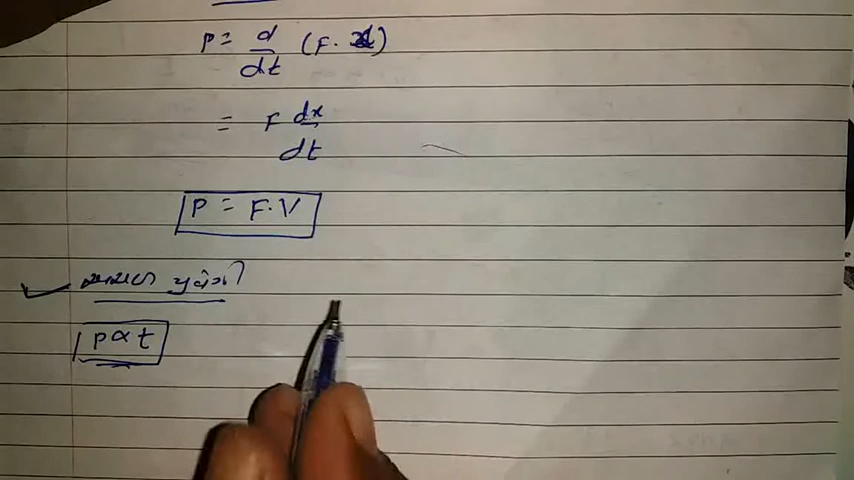 P = d/dt (F. x)
= F dx/dt
P = F.V
P ∝ t